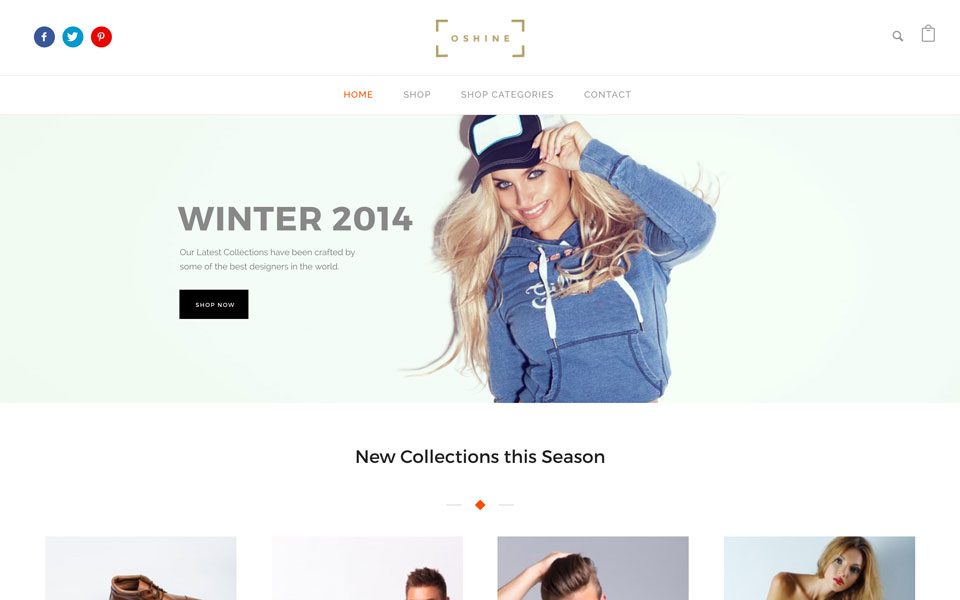 OSHINE
HOME SHOP SHOP CATEGORIES CONTACT
WINTER 2014
Our Latest Collections have been crafted by
some of the best designers in the world.
SHOP NOW
New Collections this Season